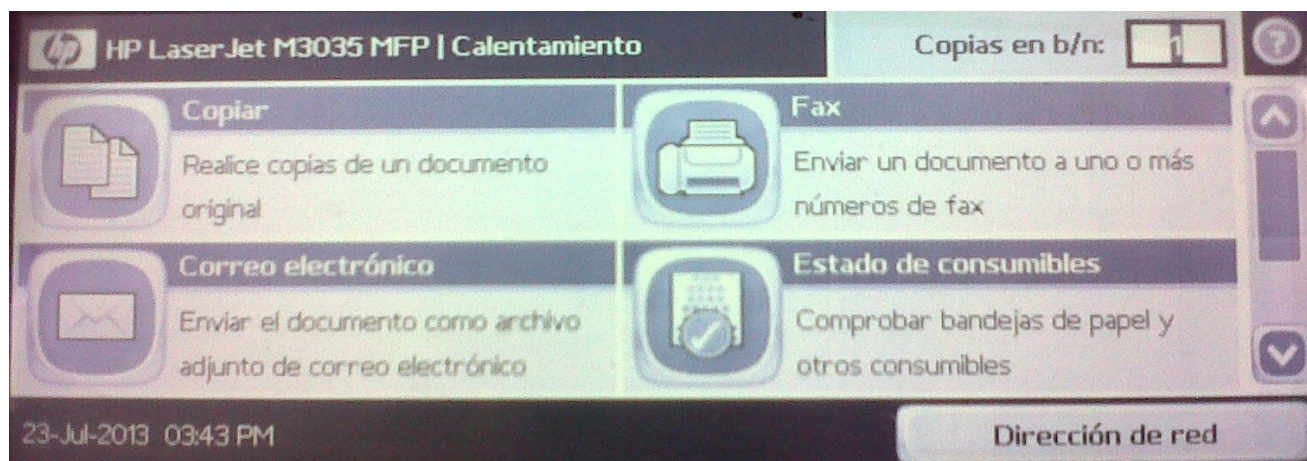 hp HP LaserJet M3035 MFP | Calentamiento
Copias en b/n: 1
?
Copiar
Realice copias de un documento
original
Fax
Enviar un documento a uno o más
números de fax
Correo electrónico
Enviar el documento como archivo
adjunto de correo electrónico
Estado de consumibles
Comprobar bandejas de papel y
otros consumibles
23-Jul-2013 03:43 PM
Dirección de red